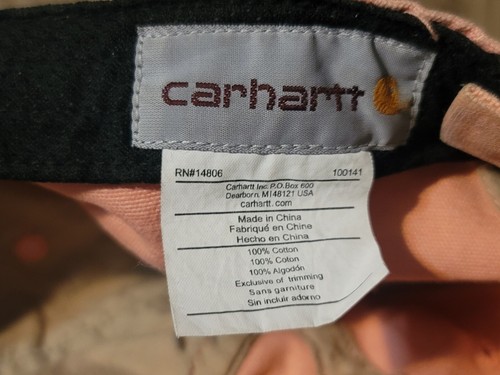 carhartt
RN#14806 100141
Carhartt Inc. P.O.Box 600
Dearborn, MI 48121 USA
carhartt.com
Made in China
Fabriqué en Chine
Hecho en China
100% Cotton
100% Coton
100% Algodón
Exclusive of trimming
Sans garniture
Sin incluir adorno